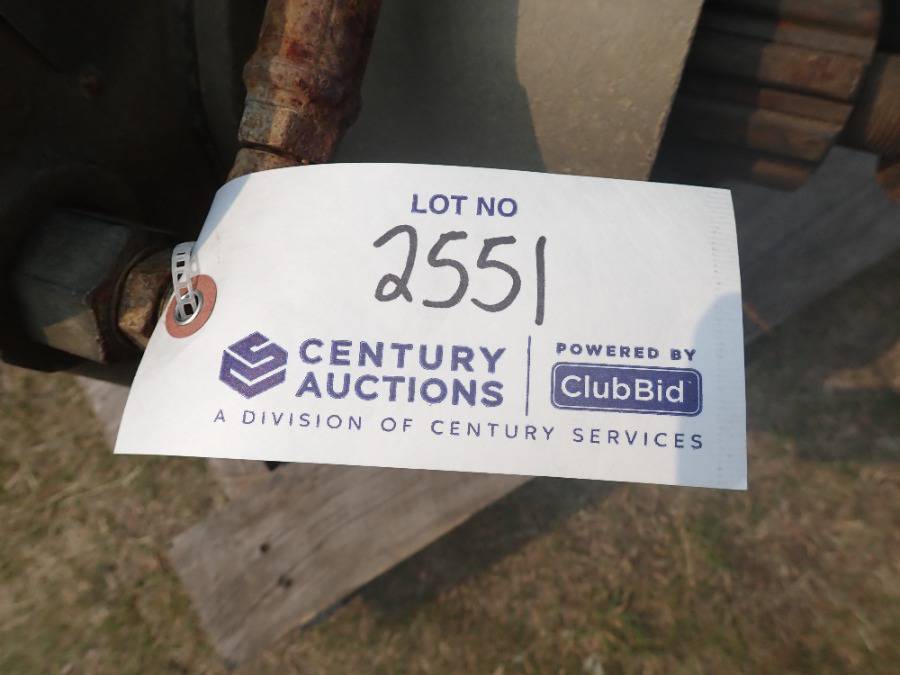 LOT NO
2551
CENTURY
AUCTIONS
POWERED BY
ClubBid
A DIVISION OF CENTURY SERVICES